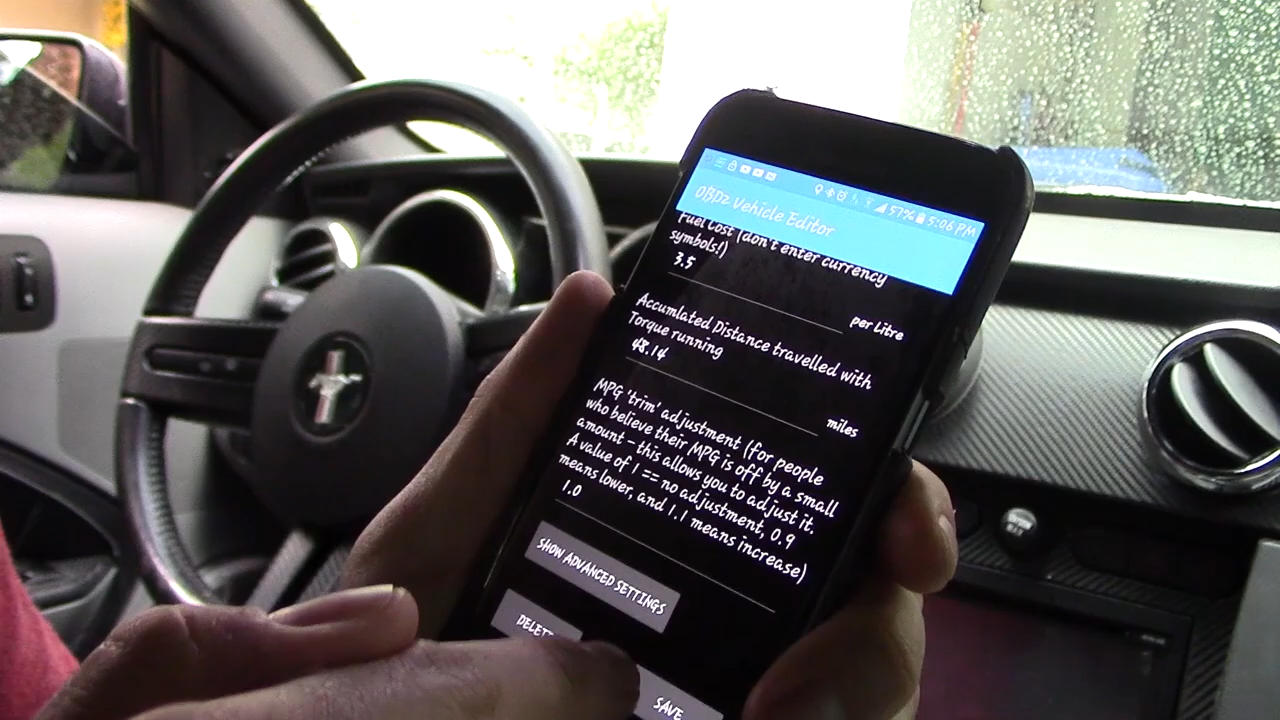 57% 5:06 PM
OBD2 Vehicle Editor
Fuel Cost (don't enter currency
symbols!)
3.5
per Litre
Accumlated Distance travelled with
Torque running
48.14
miles
MPG 'trim' adjustment (for people
who believe their MPG is off by a small
amount - this allows you to adjust it.
A value of 1 == no adjustment, 0.9
means lower, and 1.1 means increase)
1.0
SHOW ADVANCED SETTINGS
DELETE
SAVE